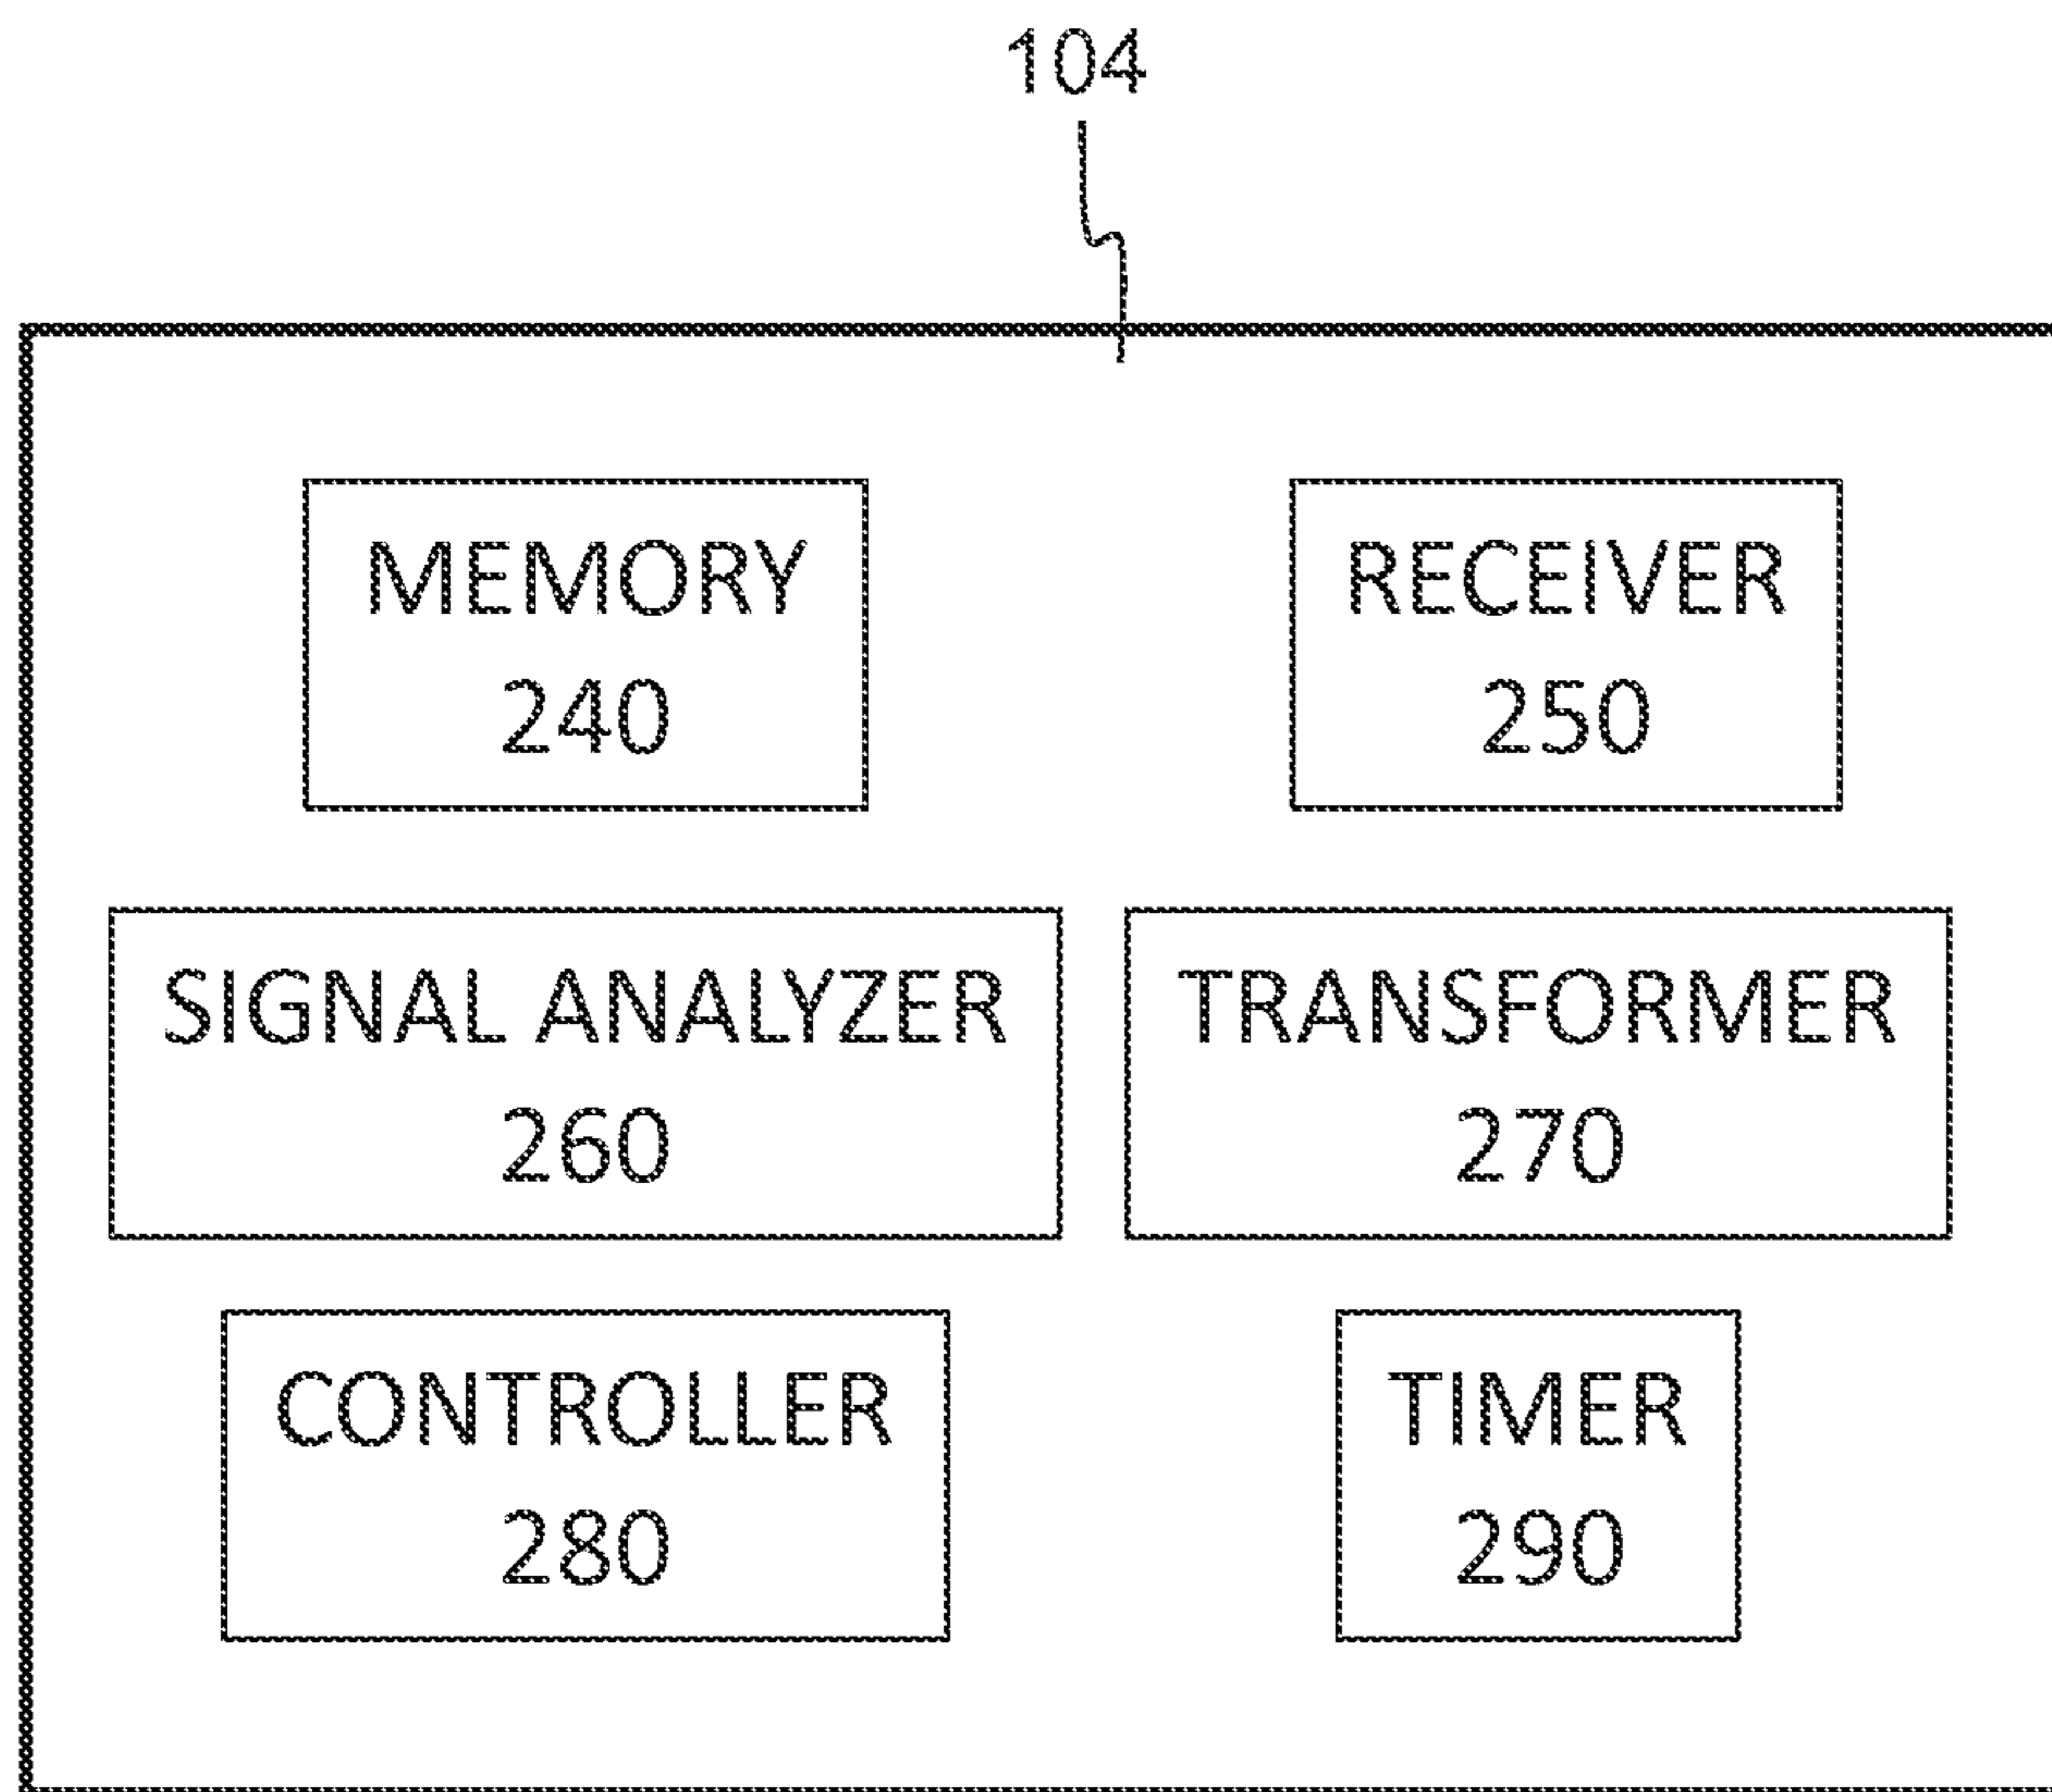 104
MEMORY
240
RECEIVER
250
SIGNAL ANALYZER
260
TRANSFORMER
270
CONTROLLER
280
TIMER
290